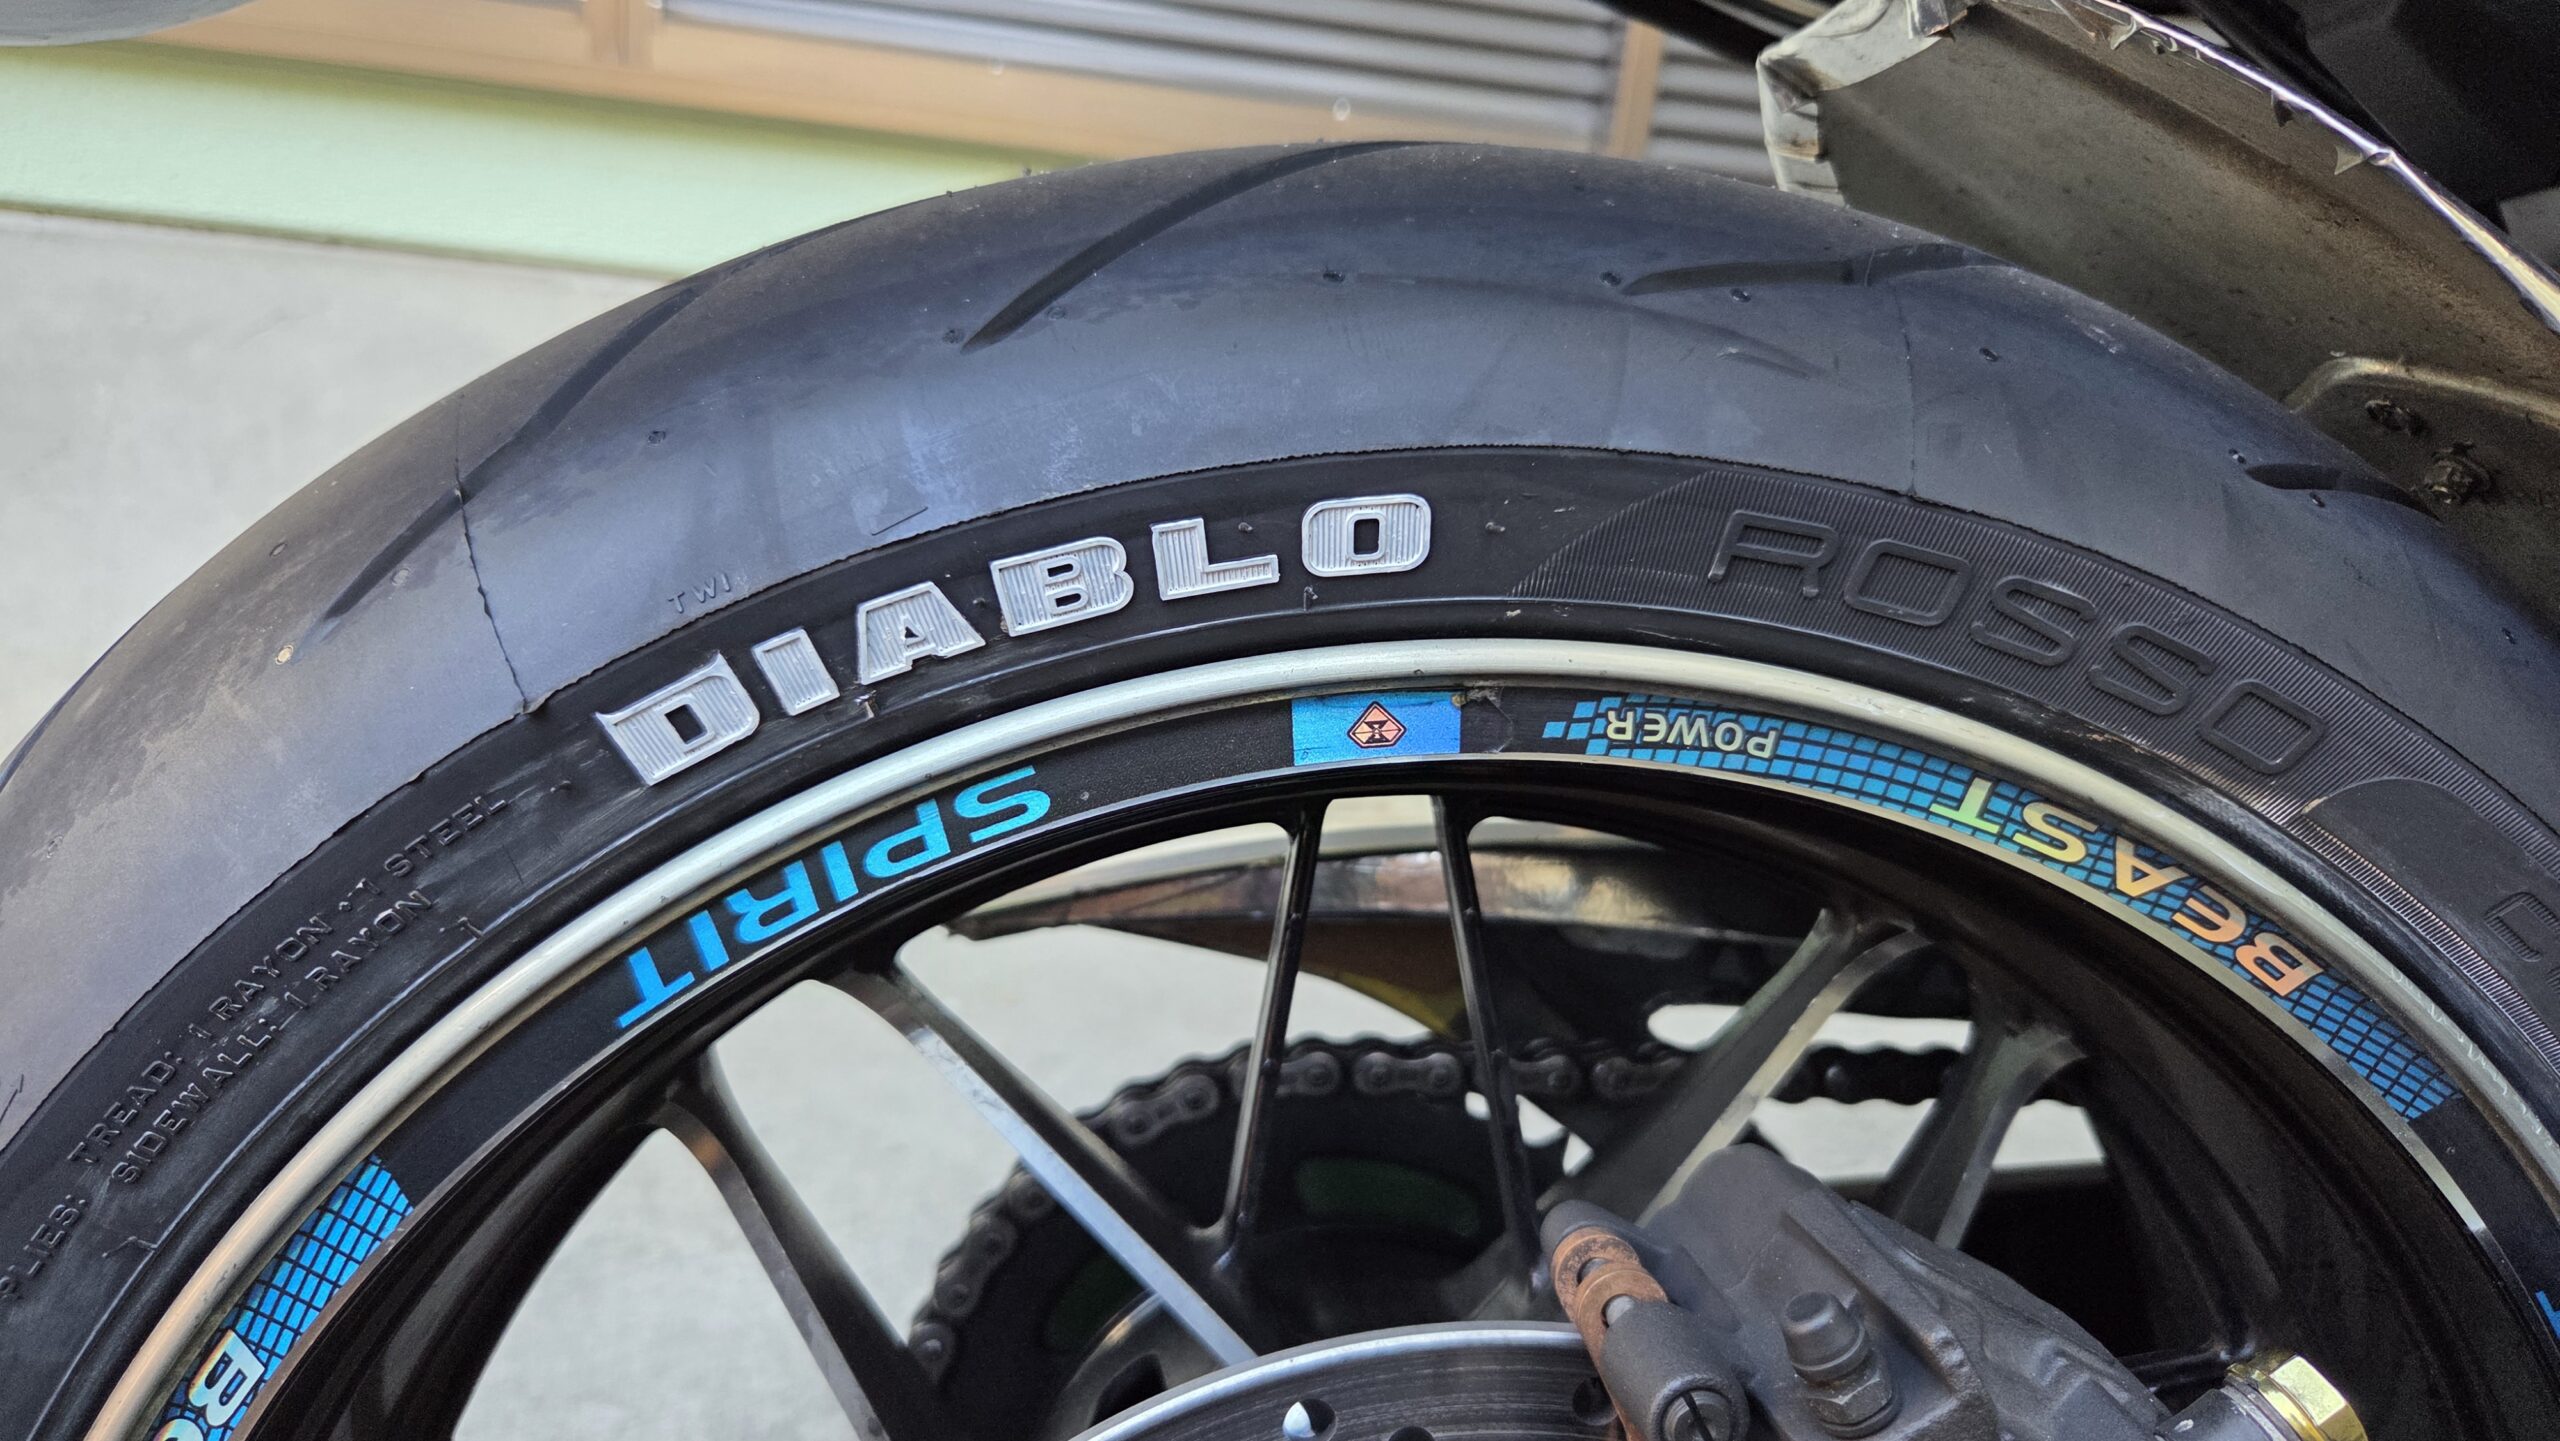 TWI
DIABLO
ROSSO
PLIES: TREAD: 1 RAYON + 1 STEEL
SIDEWALL: 1 RAYON
SPIRIT
POWER
BEAST